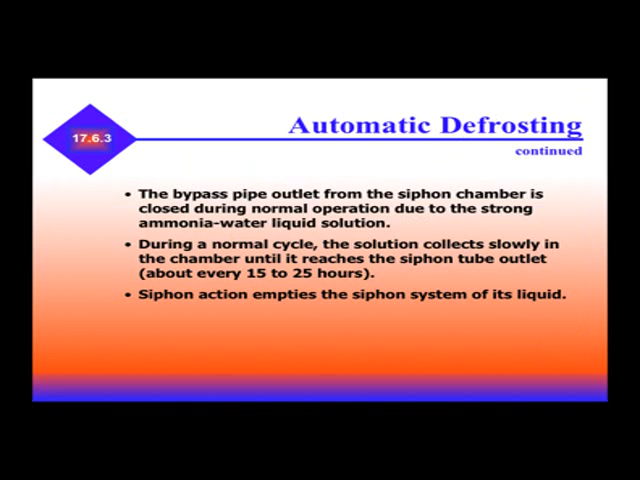 17.6.3
Automatic Defrosting
continued
• The bypass pipe outlet from the siphon chamber is
closed during normal operation due to the strong
ammonia-water liquid solution.
• During a normal cycle, the solution collects slowly in
the chamber until it reaches the siphon tube outlet
(about every 15 to 25 hours).
• Siphon action empties the siphon system of its liquid.